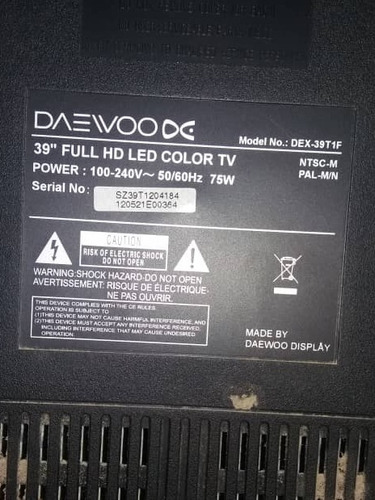 DAEWOO DE
Model No.: DEX-39T1F
39" FULL HD LED COLOR TV
NTSC-M
POWER : 100-240V~ 50/60Hz 75W
PAL-M/N
Serial No:
SZ39T1204184
120521E00364
CAUTION
RISK OF ELECTRIC SHOCK
DO NOT OPEN
WARNING:SHOCK HAZARD-DO NOT OPEN
AVERTISSEMENT: RISQUE DE ÉLECTRIQUE-
NE PAS OUVRIR.
THIS DEVICE COMPLIES WITH THE CE RULES.
OPERATION IS SUBJECT TO
(1)THIS DEVICE MAY NOT CAUSE HARMFUL INTERFERENCE, AND
(2)THIS DEVICE MUST ACCEPT ANY INTERFERENCE RECEIVED,
INCLUDING INTERFERENCE THAT MAY CAUSE UNDESIRED
OPERATION.
MADE BY
DAEWOO DISPLAY